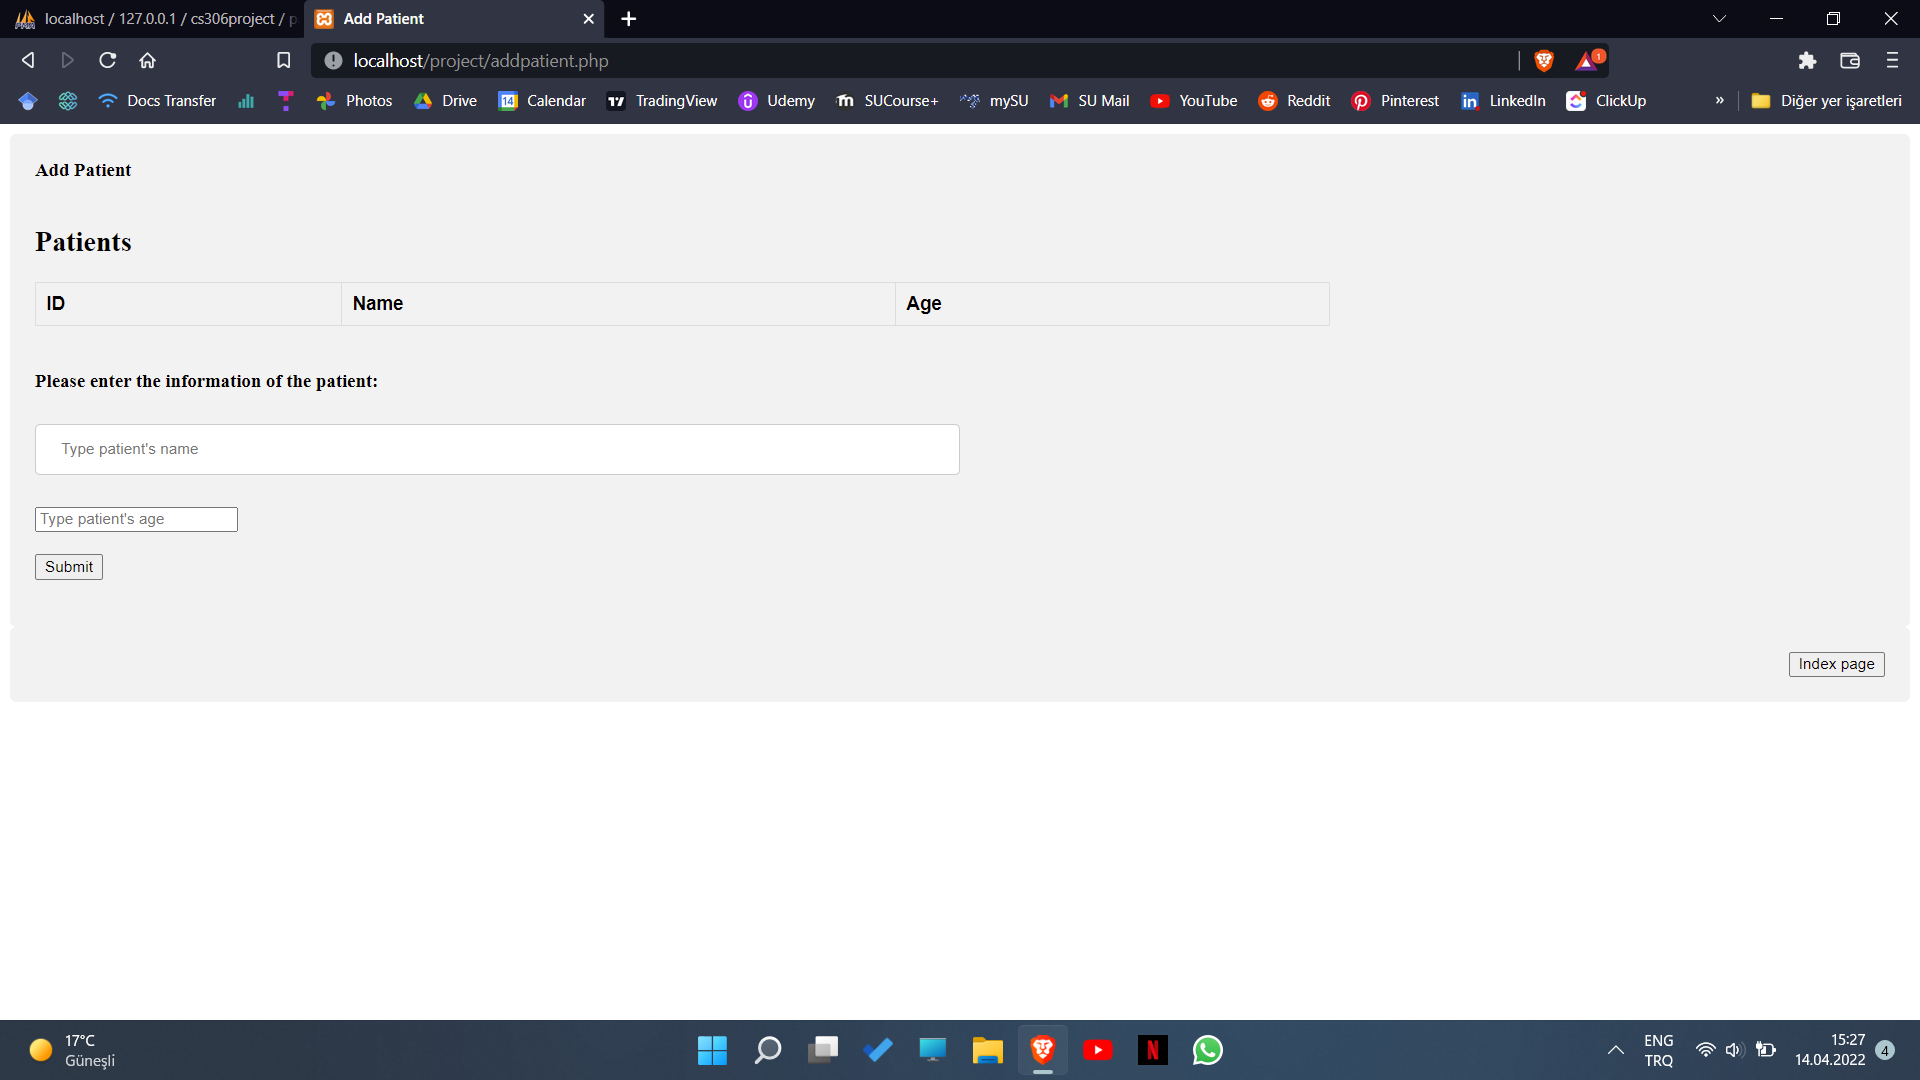 localhost / 127.0.0.1 / cs306project / p
Add Patient
localhost/project/addpatient.php
1
Docs Transfer
Photos
Drive
14
Calendar
TradingView
Udemy
SUCourse+
mySU
SU Mail
YouTube
Reddit
Pinterest
LinkedIn
ClickUp
»
Diğer yer işaretleri
Add Patient
Patients
ID Name Age
Please enter the information of the patient:
Type patient's name
Type patient's age
Submit
Index page
17°C
Güneşli
ENG
TRQ
15:27
14.04.2022
4